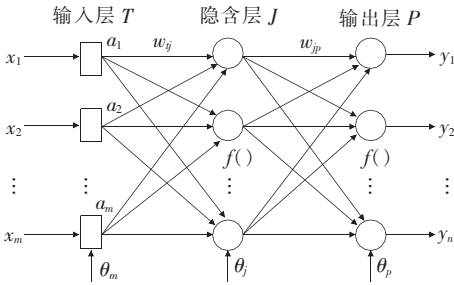 输入层 T 隐含层 J 输出层 P
x1 a1 wij wjp y1
x2 a2 y2
f() f()
⋮ ⋮ ⋮ ⋮ ⋮
xm am yn
θm θj θp